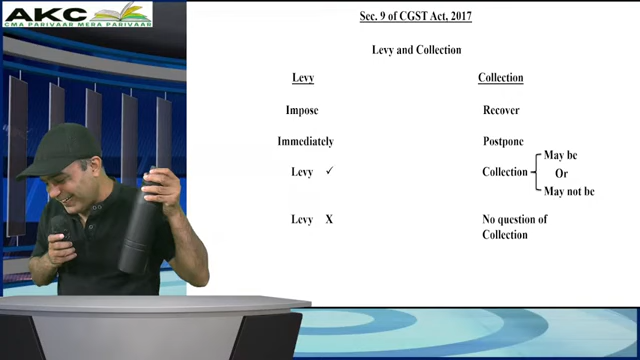 AKC
CMA PARIVAAR MERA PARIVAAR
Sec. 9 of CGST Act, 2017
Levy and Collection
Levy Collection
Impose Recover
Immediately Postpone
Levy ✓ Collection May be
Or
May not be
Levy X No question of
Collection